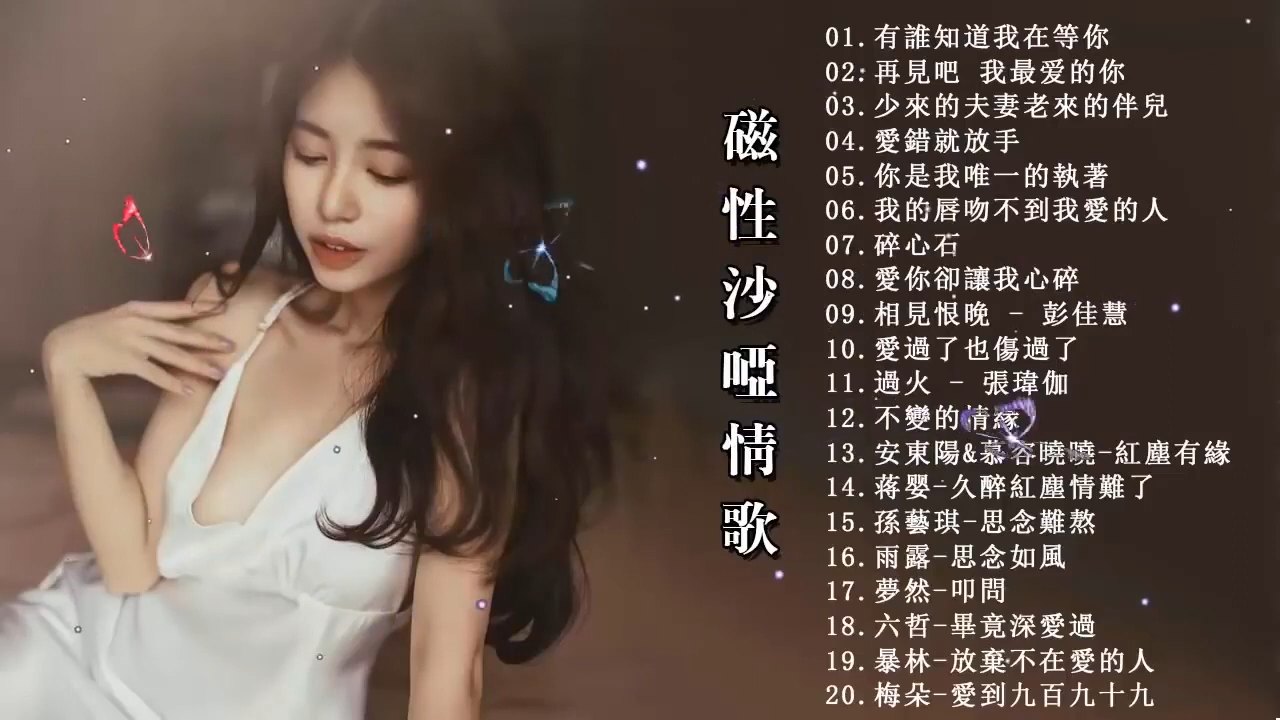 磁性沙啞情歌
01.有誰知道我在等你
02.再見吧 我最爱的你
03.少來的夫妻老來的伴兒
04.愛錯就放手
05.你是我唯一的執著
06.我的唇吻不到我愛的人
07.碎心石
08.愛你卻讓我心碎
09.相見恨晚 - 彭佳慧
10.愛過了也傷過了
11.過火 - 張瑋伽
12.不變的情緣
13.安東陽&慕容曉曉-紅塵有緣
14.蒋婴-久醉紅塵情難了
15.孫藝琪-思念難熬
16.雨露-思念如風
17.夢然-叩問
18.六哲-畢竟深愛過
19.暴林-放棄不在愛的人
20.梅朵-愛到九百九十九